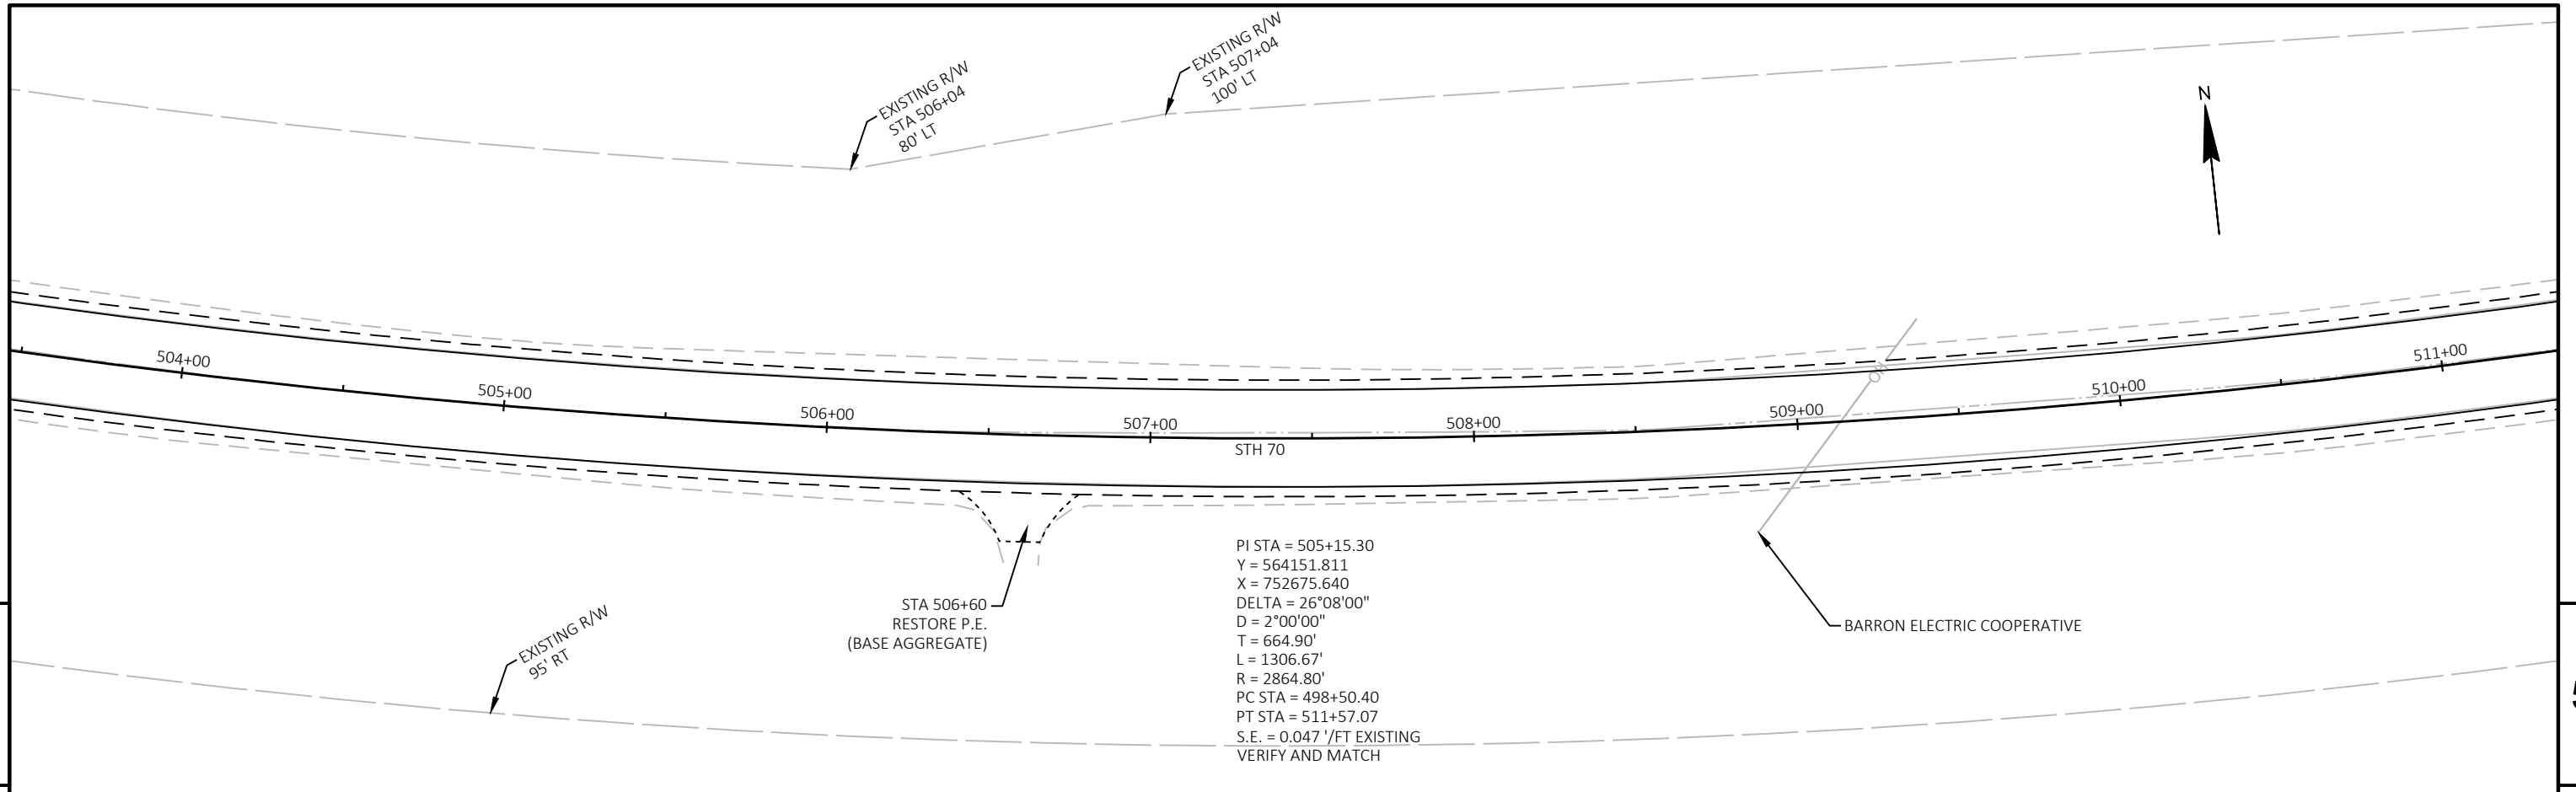 EXISTING R/W
STA 507+04
100' LT
EXISTING R/W
STA 506+04
80' LT
N
504+00
505+00
506+00
507+00
508+00
509+00
510+00
511+00
STH 70
STA 506+60
RESTORE P.E.
(BASE AGGREGATE)
EXISTING R/W
95' RT
PI STA = 505+15.30
Y = 564151.811
X = 752675.640
DELTA = 26°08'00"
D = 2°00'00"
T = 664.90'
L = 1306.67'
R = 2864.80'
PC STA = 498+50.40
PT STA = 511+57.07
S.E. = 0.047 '/FT EXISTING
VERIFY AND MATCH
BARRON ELECTRIC COOPERATIVE